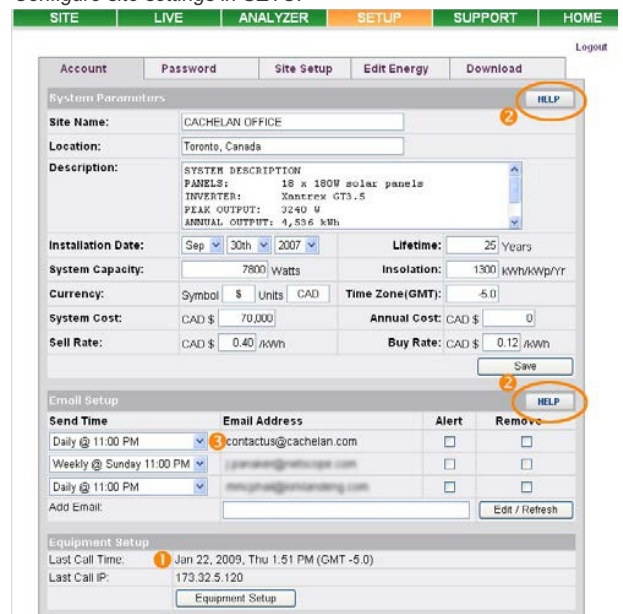 Configure site settings in SETUP
SITE LIVE ANALYZER SETUP SUPPORT HOME
Logout
Account Password Site Setup Edit Energy Download
System Parameters HELP
2
Site Name: CACHELAN OFFICE
Location: Toronto, Canada
Description: SYSTEM DESCRIPTION
PANELS: 18 x 180W solar panels
INVERTER: Xantrex GT3.5
PEAK OUTPUT: 3240 W
ANNUAL OUTPUT: 4,536 kWh
Installation Date: Sep 30th 2007 Lifetime: 25 Years
System Capacity: 7800 Watts Insolation: 1300 kWh/kWp/Yr
Currency: Symbol $ Units CAD Time Zone(GMT): -5.0
System Cost: CAD $ 70,000 Annual Cost: CAD $ 0
Sell Rate: CAD $ 0.40 /kWh Buy Rate: CAD $ 0.12 /kWh
Save
2
Email Setup HELP
Send Time Email Address Alert Remove
Daily @ 11:00 PM 3 contactus@cachelan.com
Weekly @ Sunday 11:00 PM
Daily @ 11:00 PM
Add Email: Edit / Refresh
Equipment Setup
Last Call Time: 1 Jan 22, 2009, Thu 1:51 PM (GMT -5.0)
Last Call IP: 173.32.5.120
Equipment Setup